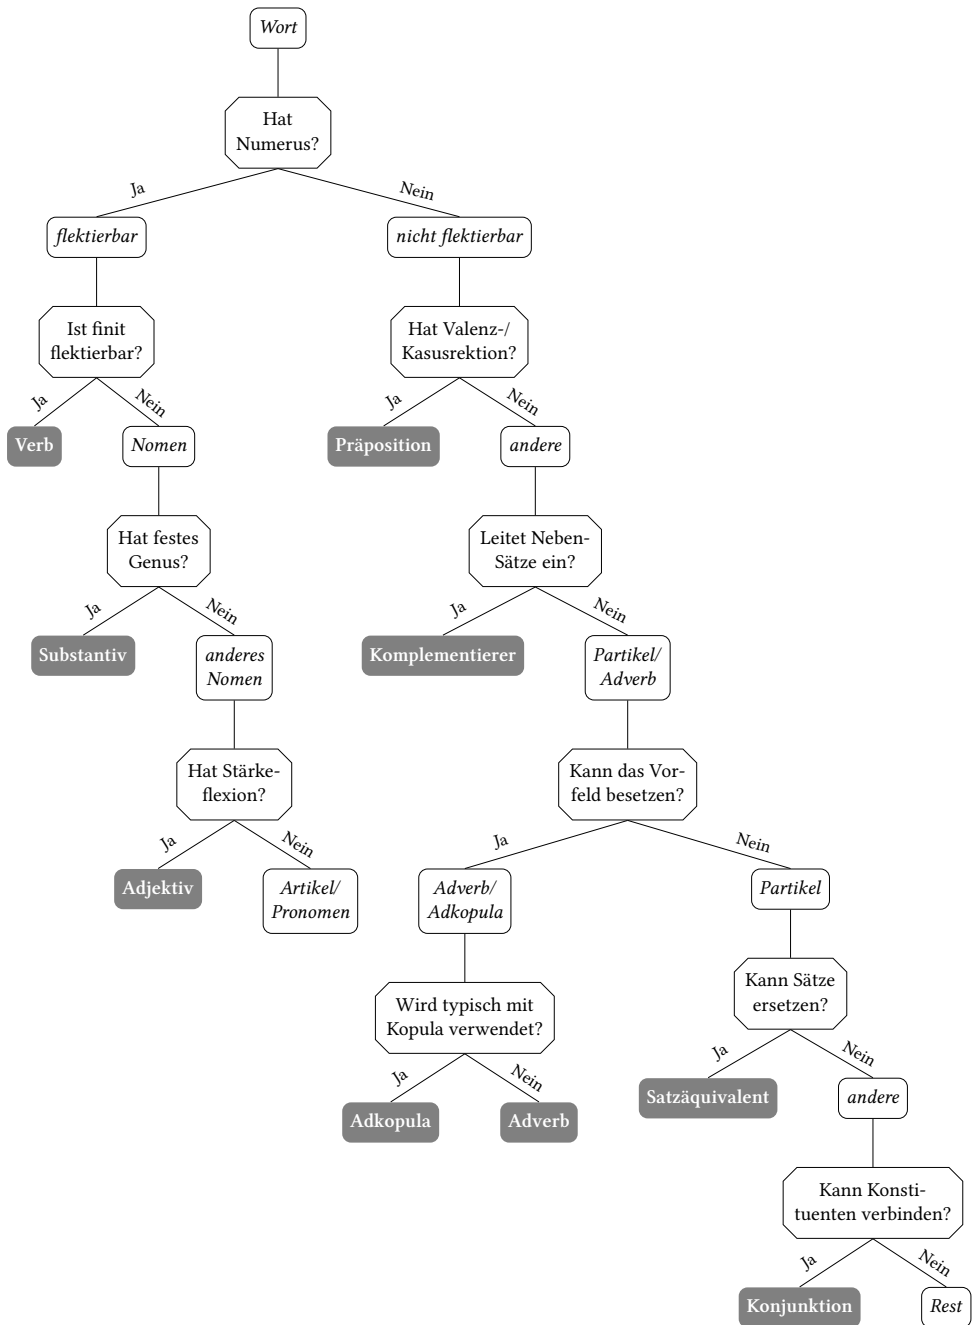 Wort
Hat
Numerus?
Ja
Nein
flektierbar
nicht flektierbar
Ist finit
flektierbar?
Hat Valenz-/
Kasusrektion?
Ja
Nein
Ja
Nein
Verb
Nomen
Präposition
andere
Hat festes
Genus?
Leitet Neben-
Sätze ein?
Ja
Nein
Ja
Nein
Substantiv
anderes
Nomen
Komplementierer
Partikel/
Adverb
Hat Stärke-
flexion?
Kann das Vor-
feld besetzen?
Ja
Nein
Ja
Nein
Adjektiv
Artikel/
Pronomen
Adverb/
Adkopula
Partikel
Wird typisch mit
Kopula verwendet?
Kann Sätze
ersetzen?
Ja
Nein
Ja
Nein
Adkopula
Adverb
Satzäquivalent
andere
Kann Konsti-
tuenten verbinden?
Ja
Nein
Konjunktion
Rest